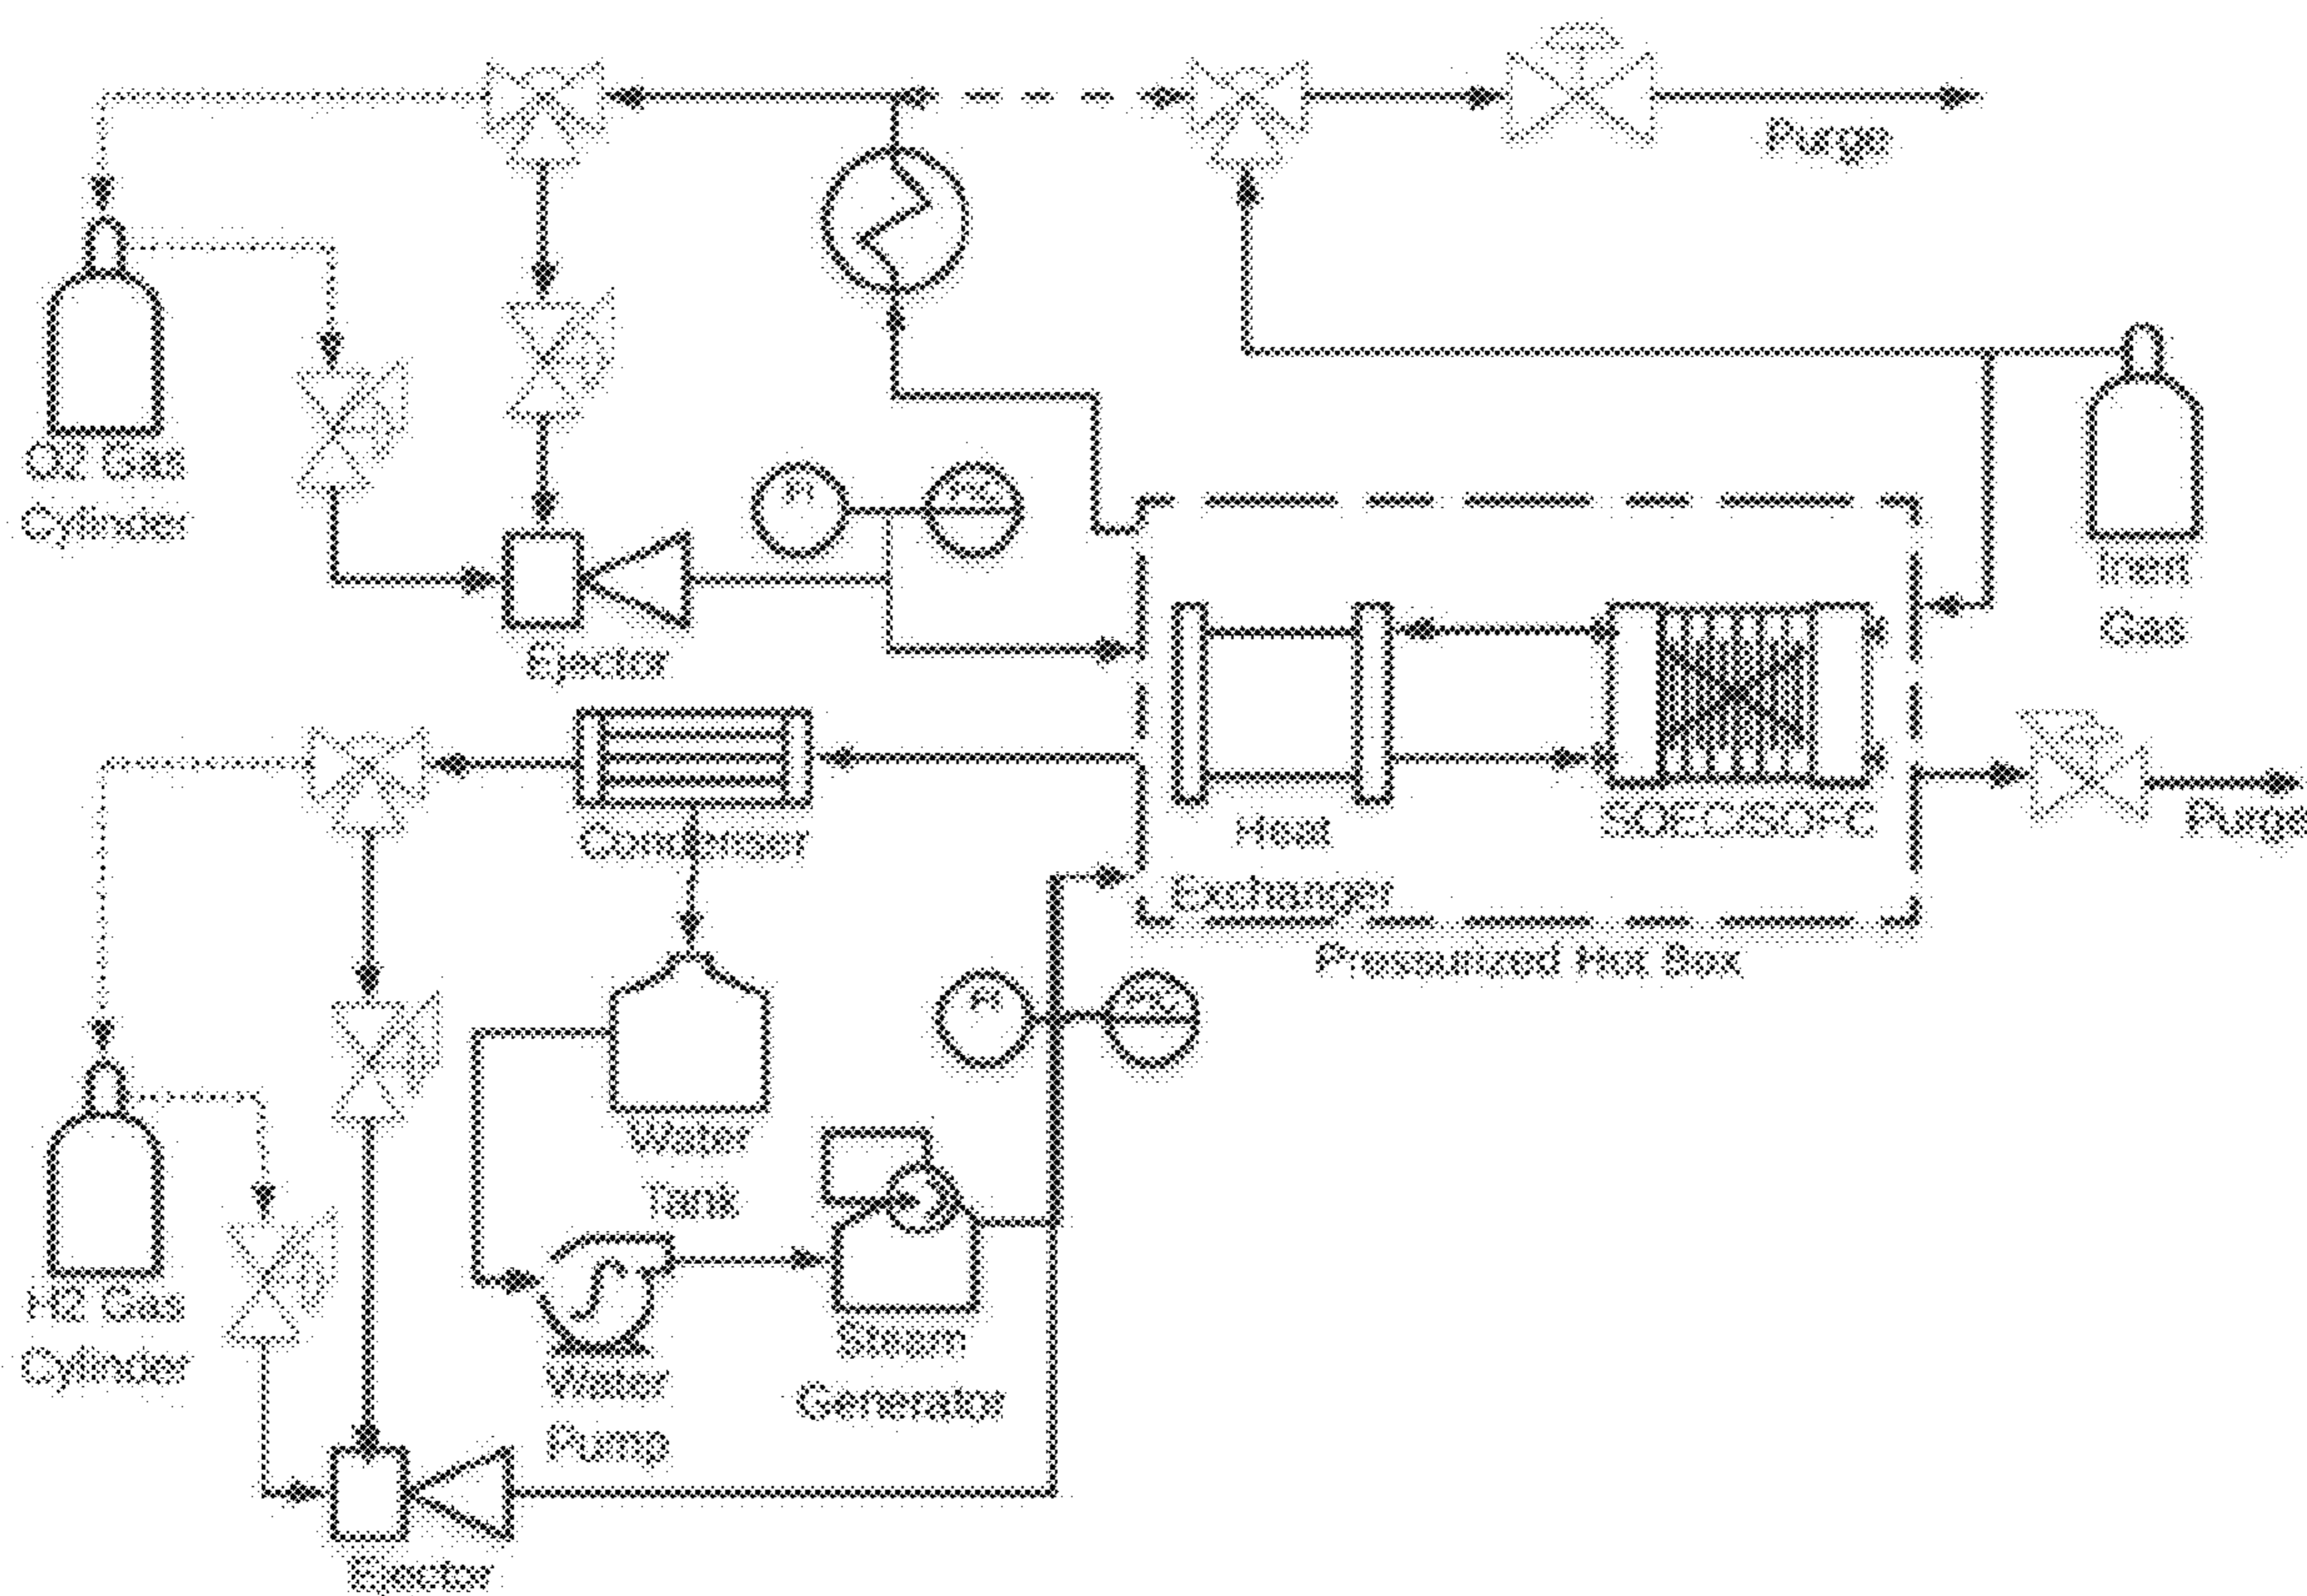 Purge
O2 Gas
Cylinder
Inert
Gas
Ejector
Condenser
Heat
Exchanger
SOEC/SOFC
Purge
Pressurized Hot Box
Water
Tank
H2 Gas
Cylinder
Steam
Generator
Water
Pump
Ejector